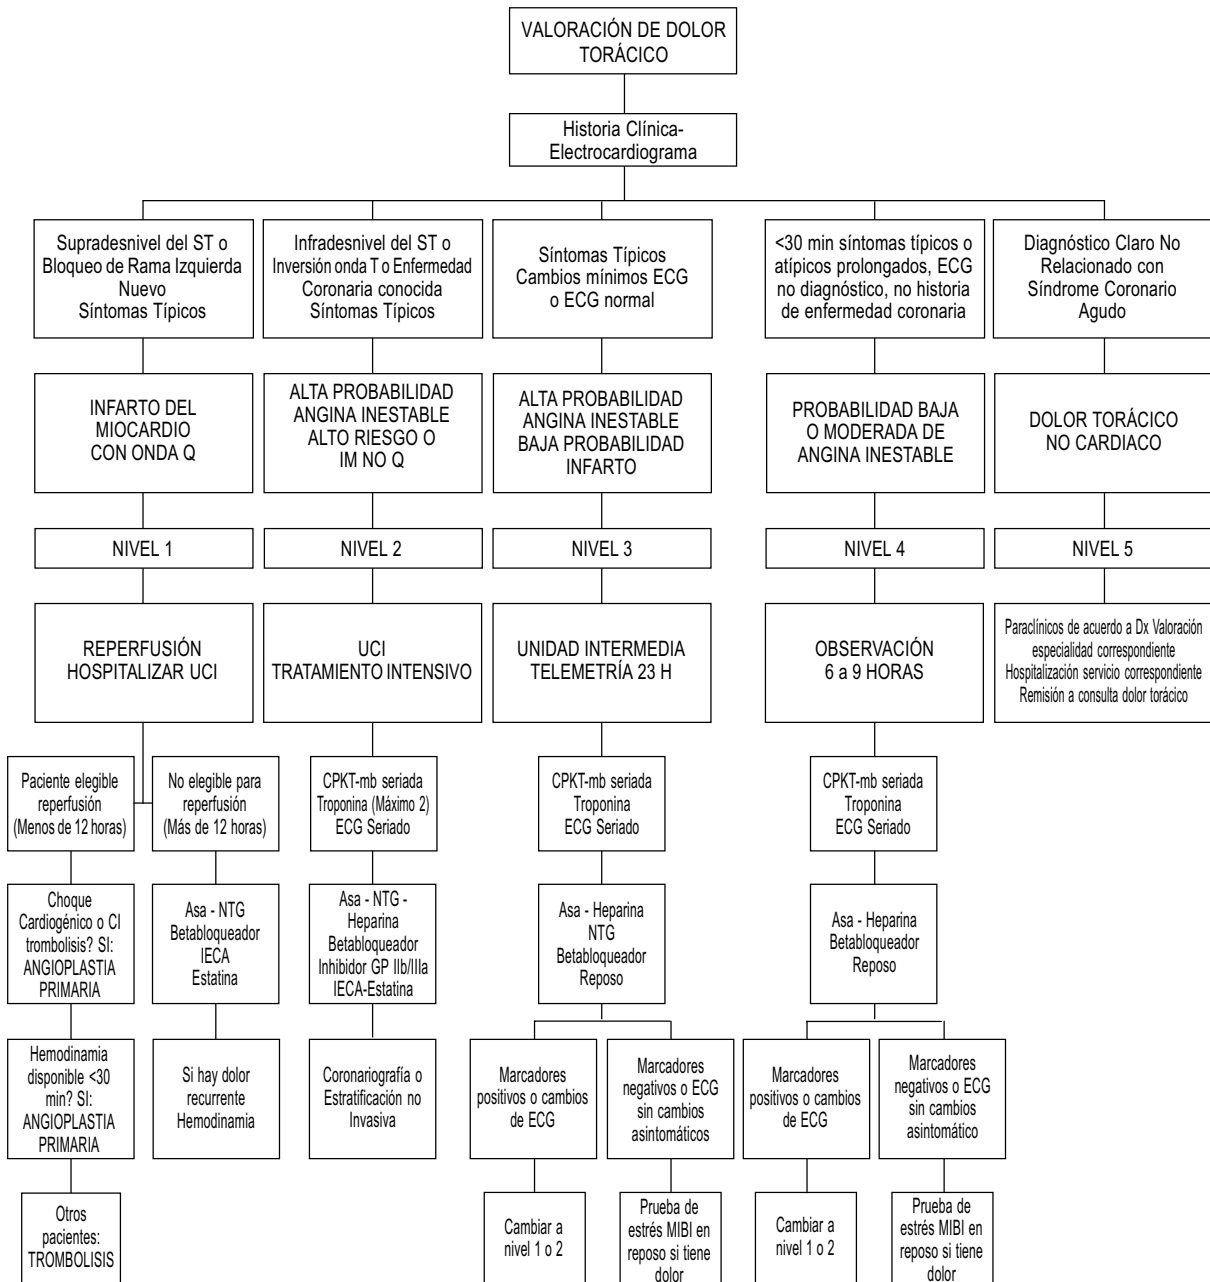 VALORACIÓN DE DOLOR
TORÁCICO
Historia Clínica-
Electrocardiograma
Supradesnivel del ST o
Bloqueo de Rama Izquierda
Nuevo
Síntomas Típicos
Infradesnivel del ST o
Inversión onda T o Enfermedad
Coronaria conocida
Síntomas Típicos
Síntomas Típicos
Cambios mínimos ECG
o ECG normal
<30 min síntomas típicos o
atípicos prolongados, ECG
no diagnóstico, no historia
de enfermedad coronaria
Diagnóstico Claro No
Relacionado con
Síndrome Coronario
Agudo
INFARTO DEL
MIOCARDIO
CON ONDA Q
ALTA PROBABILIDAD
ANGINA INESTABLE
ALTO RIESGO O
IM NO Q
ALTA PROBABILIDAD
ANGINA INESTABLE
BAJA PROBABILIDAD
INFARTO
PROBABILIDAD BAJA
O MODERADA DE
ANGINA INESTABLE
DOLOR TORÁCICO
NO CARDIACO
NIVEL 1
NIVEL 2
NIVEL 3
NIVEL 4
NIVEL 5
REPERFUSIÓN
HOSPITALIZAR UCI
UCI
TRATAMIENTO INTENSIVO
UNIDAD INTERMEDIA
TELEMETRÍA 23 H
OBSERVACIÓN
6 a 9 HORAS
Paraclínicos de acuerdo a Dx Valoración
especialidad correspondiente
Hospitalización servicio correspondiente
Remisión a consulta dolor torácico
Paciente elegible
reperfusión
(Menos de 12 horas)
No elegible para
reperfusión
(Más de 12 horas)
CPKT-mb seriada
Troponina (Máximo 2)
ECG Seriado
CPKT-mb seriada
Troponina
ECG Seriado
CPKT-mb seriada
Troponina
ECG Seriado
Choque
Cardiogénico o CI
trombolisis? SI:
ANGIOPLASTIA
PRIMARIA
Asa - NTG
Betabloqueador
IECA
Estatina
Asa - NTG -
Heparina
Betabloqueador
Inhibidor GP IIb/IIIa
IECA-Estatina
Asa - Heparina
NTG
Betabloqueador
Reposo
Asa - Heparina
Betabloqueador
Reposo
Hemodinamia
disponible <30
min? SI:
ANGIOPLASTIA
PRIMARIA
Si hay dolor
recurrente
Hemodinamia
Coronariografía o
Estratificación no
Invasiva
Marcadores
positivos o cambios
de ECG
Marcadores
negativos o ECG
sin cambios
asintomáticos
Marcadores
positivos o cambios
de ECG
Marcadores
negativos o ECG
sin cambios
asintomático
Otros
pacientes:
TROMBOLISIS
Cambiar a
nivel 1 o 2
Prueba de
estrés MIBI en
reposo si tiene
dolor
Cambiar a
nivel 1 o 2
Prueba de
estrés MIBI en
reposo si tiene
dolor